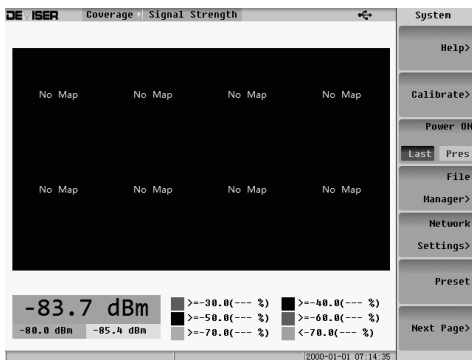 DEVISER Coverage Signal Strength System
Help>
No Map No Map No Map No Map
Calibrate>
Power ON
Last Pres
File
Manager>
No Map No Map No Map No Map
Network
Settings>
Preset
-83.7 dBm
-80.0 dBm -85.4 dBm
>=-30.0(--- %) >=-40.0(--- %)
>=-50.0(--- %) >=-60.0(--- %)
>=-70.0(--- %) <-70.0(--- %)
Next Page>
2000-01-01 07:14:35